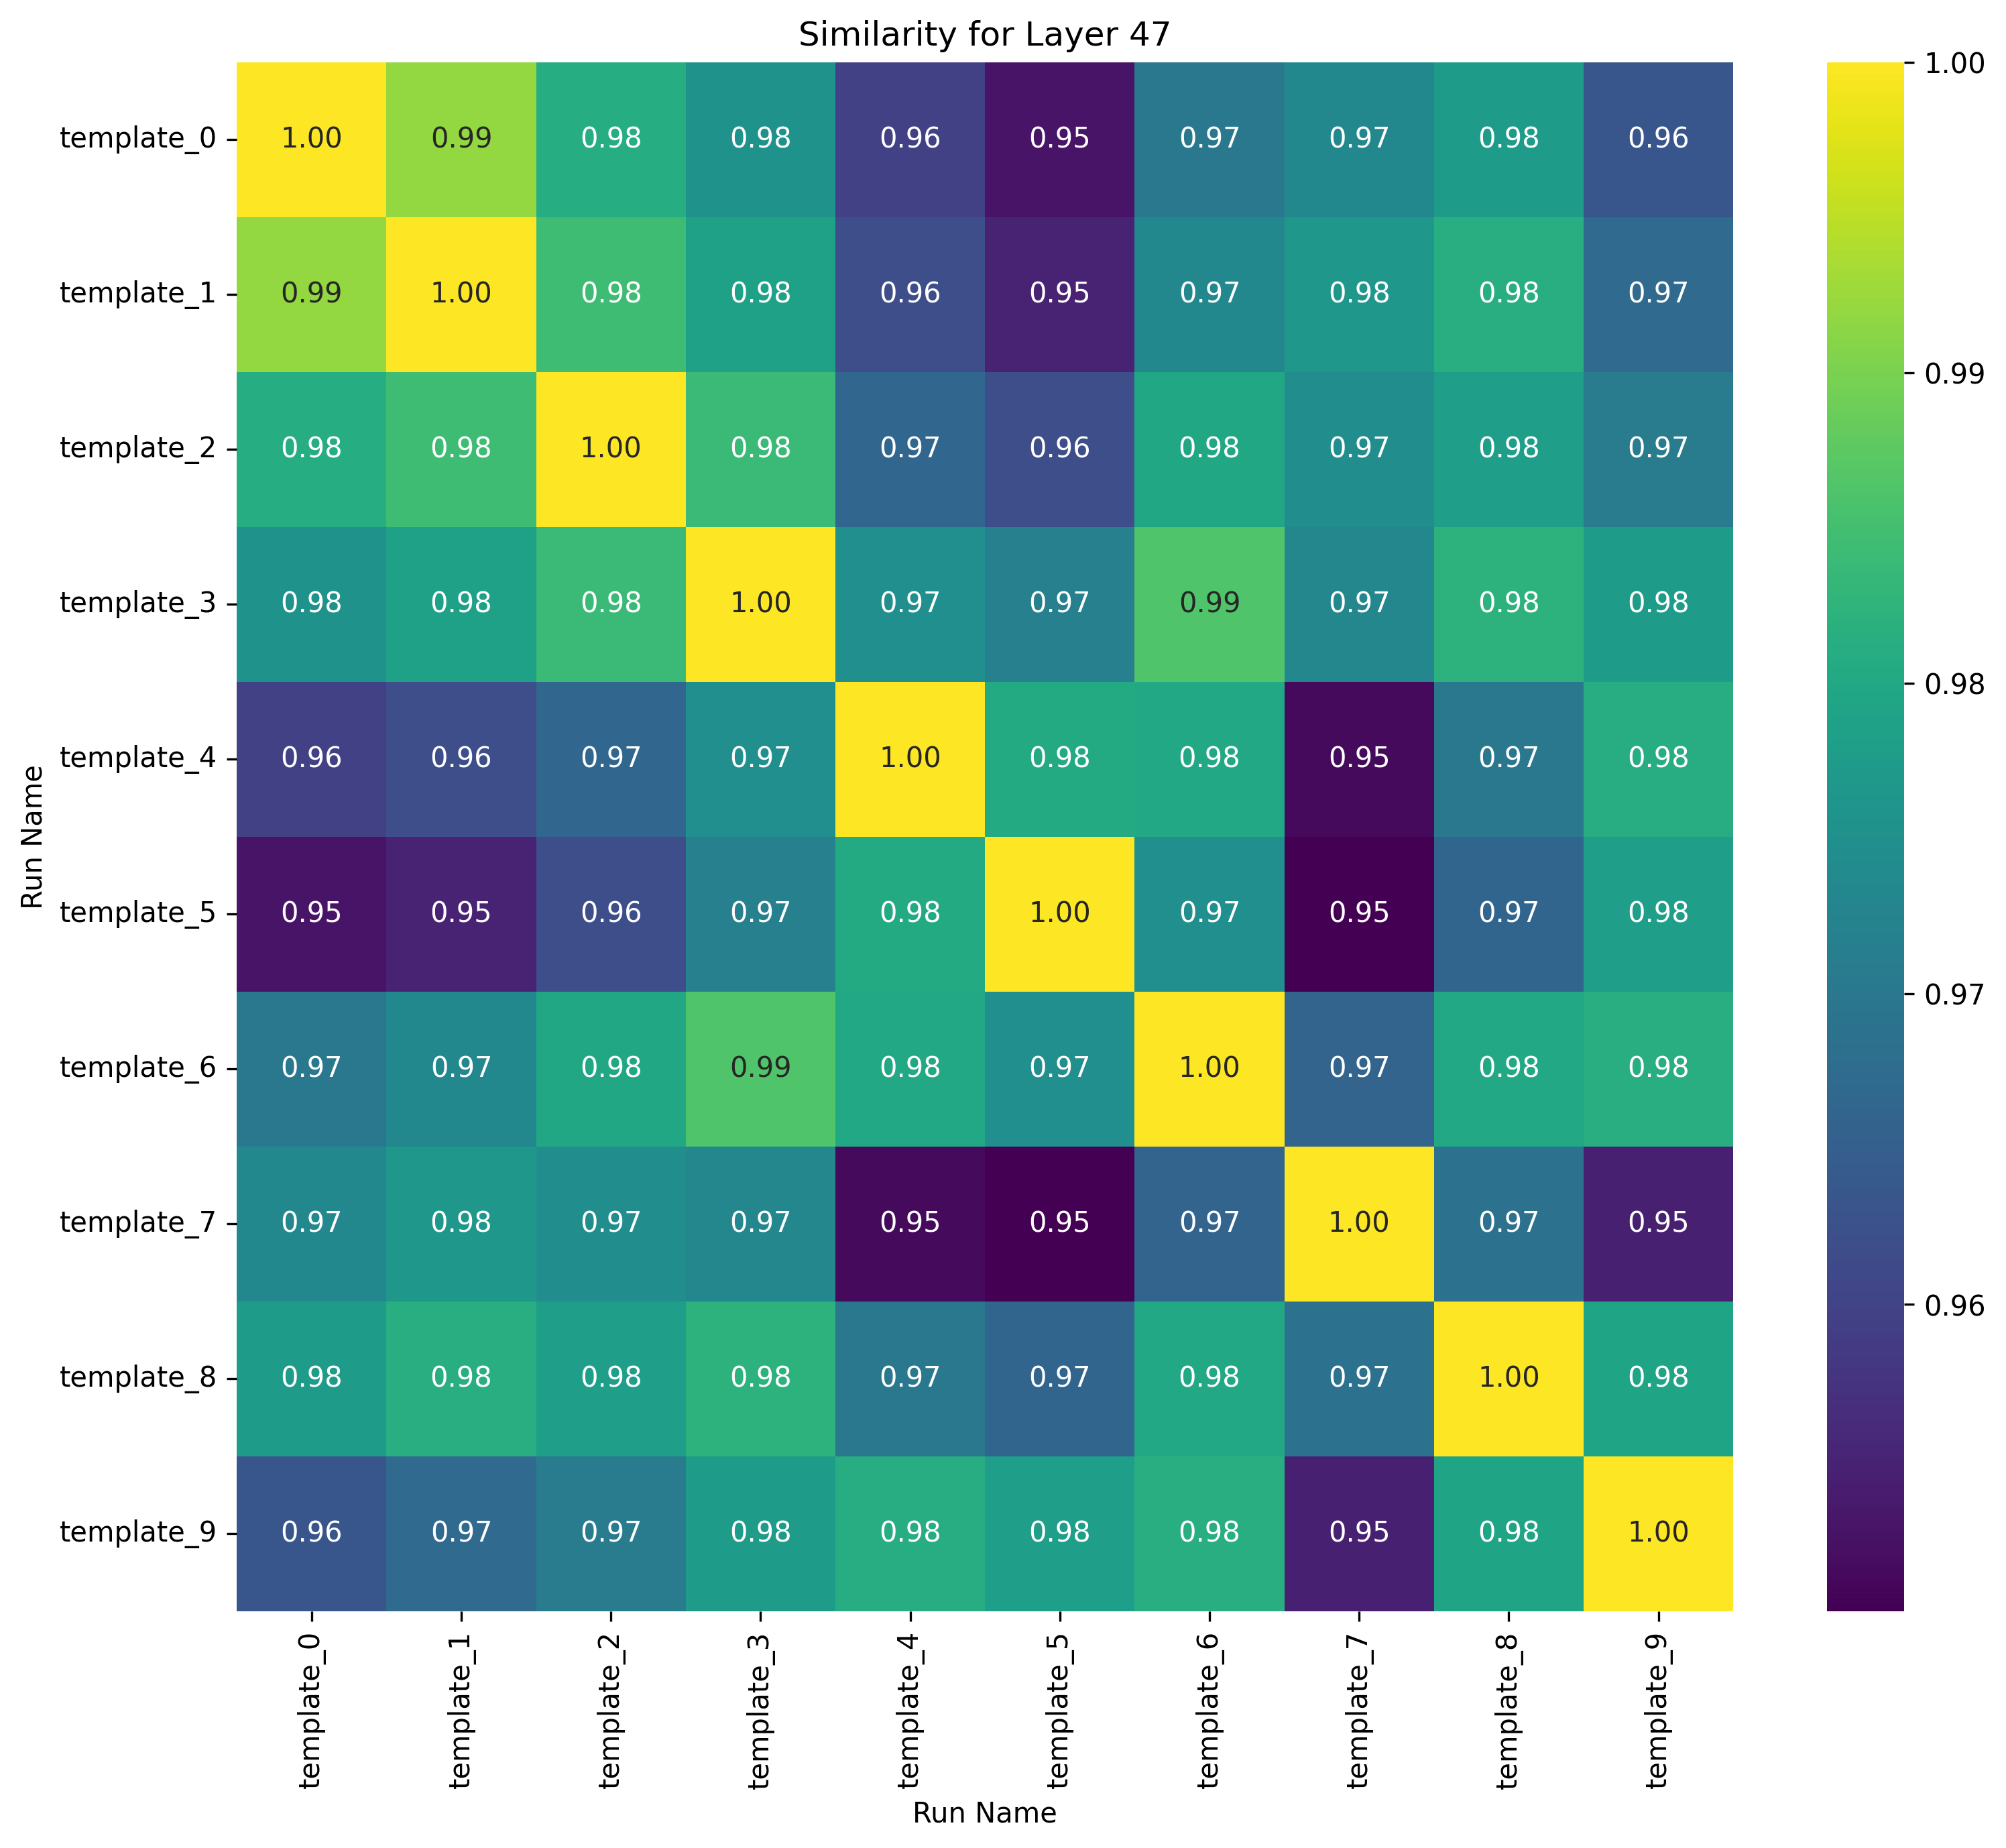 Similarity for Layer 47
template_0 1.00 0.99 0.98 0.98 0.96 0.95 0.97 0.97 0.98 0.96
template_1 0.99 1.00 0.98 0.98 0.96 0.95 0.97 0.98 0.98 0.97
template_2 0.98 0.98 1.00 0.98 0.97 0.96 0.98 0.97 0.98 0.97
template_3 0.98 0.98 0.98 1.00 0.97 0.97 0.99 0.97 0.98 0.98
template_4 0.96 0.96 0.97 0.97 1.00 0.98 0.98 0.95 0.97 0.98
template_5 0.95 0.95 0.96 0.97 0.98 1.00 0.97 0.95 0.97 0.98
template_6 0.97 0.97 0.98 0.99 0.98 0.97 1.00 0.97 0.98 0.98
template_7 0.97 0.98 0.97 0.97 0.95 0.95 0.97 1.00 0.97 0.95
template_8 0.98 0.98 0.98 0.98 0.97 0.97 0.98 0.97 1.00 0.98
template_9 0.96 0.97 0.97 0.98 0.98 0.98 0.98 0.95 0.98 1.00
Run Name
template_0
template_1
template_2
template_3
template_4
template_5
template_6
template_7
template_8
template_9
Run Name
1.00
0.99
0.98
0.97
0.96